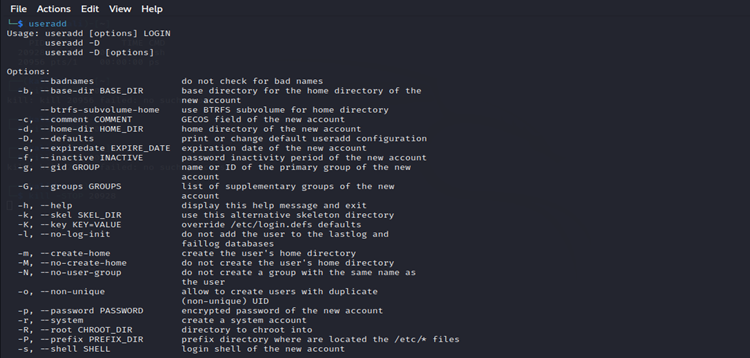 File Actions Edit View Help
└─$ useradd
Usage: useradd [options] LOGIN
useradd -D
useradd -D [options]
Options:
--badnames do not check for bad names
-b, --base-dir BASE_DIR base directory for the home directory of the
new account
--btrfs-subvolume-home use BTRFS subvolume for home directory
-c, --comment COMMENT GECOS field of the new account
-d, --home-dir HOME_DIR home directory of the new account
-D, --defaults print or change default useradd configuration
-e, --expiredate EXPIRE_DATE expiration date of the new account
-f, --inactive INACTIVE password inactivity period of the new account
-g, --gid GROUP name or ID of the primary group of the new
account
-G, --groups GROUPS list of supplementary groups of the new
account
-h, --help display this help message and exit
-k, --skel SKEL_DIR use this alternative skeleton directory
-K, --key KEY=VALUE override /etc/login.defs defaults
-l, --no-log-init do not add the user to the lastlog and
faillog databases
-m, --create-home create the user's home directory
-M, --no-create-home do not create the user's home directory
-N, --no-user-group do not create a group with the same name as
the user
-o, --non-unique allow to create users with duplicate
(non-unique) UID
-p, --password PASSWORD encrypted password of the new account
-r, --system create a system account
-R, --root CHROOT_DIR directory to chroot into
-P, --prefix PREFIX_DIR prefix directory where are located the /etc/* files
-s, --shell SHELL login shell of the new account